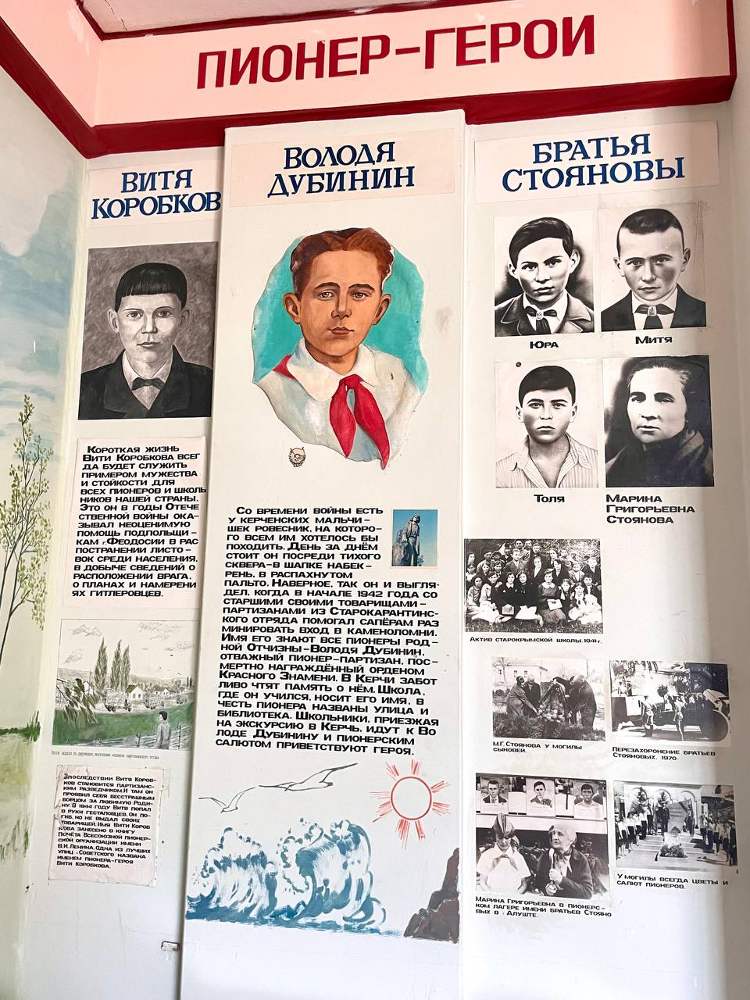 ПИОНЕР-ГЕРОИ
ВИТЯ
КОРОБКОВ
Короткая жизнь
Вити Коробкова всег
да будет служить
примером мужества
и стойкости для
всех пионеров и школь
ников нашей страны.
Это он в годы Отече
ственной войны ока-
зывал неоценимую
помощь подпольщи-
кам г.Феодосии в рас
постранении листо-
вок среди населения,
в добыче сведений о
расположении врага,
о планах и намерени
ях гитлеровцев.
Впоследствии Витя Короб-
ков становится партизанс-
ким разведчиком. И там он
проявил себя бесстрашным
борцом за любимую Роди-
ну. В 1944 году Витя попал
в руки гестаповцев. Он по-
гиб, но не выдал своих
товарищей. Имя Вити Короб
кова занесено в книгу
почёта Всесоюзной пионер-
ской организации имени
В.И.Ленина. Одна из лучших
улиц г.Советского названа
именем пионера-героя
Вити Коробкова.
ВОЛОДЯ
ДУБИНИН
Со времени войны есть
у керченских мальчи-
шек ровесник, на которо-
го всем им хотелось бы
походить. День за днём
стоит он посреди тихого
сквера-в шапке набек-
рень, в распахнутом
пальто. Наверное, так он и выгля-
дел, когда в начале 1942 года со
старшими своими товарищами-
партизанами из Старокарантинс-
кого отряда помогал сапёрам раз
минировать вход в каменоломни.
Имя его знают все пионеры род-
ной Отчизны-Володя Дубинин,
отважный пионер-партизан, пос-
мертно награждённый орденом
Красного Знамени. В Керчи забот
ливо чтят память о нём. Школа,
где он учился, носит его имя, в
честь пионера названы улица и
библиотека. Школьники, приезжая
на экскурсию в Керчь, идут к Во
лоде Дубинину и пионерским
салютом приветствуют героя.
БРАТЬЯ
СТОЯНОВЫ
Юра
Митя
Толя
Марина
Григорьевна
Стоянова
Актив старокрымской школы. 1941 г.
М.Г. Стоянова у могилы
сыновей.
Перезахоронение братьев
Стояновых. 1970.
Марина Григорьевна в пионерс-
ком лагере имени братьев Стояно
вых в г. Алуште.
У могилы всегда цветы и
салют пионеров.